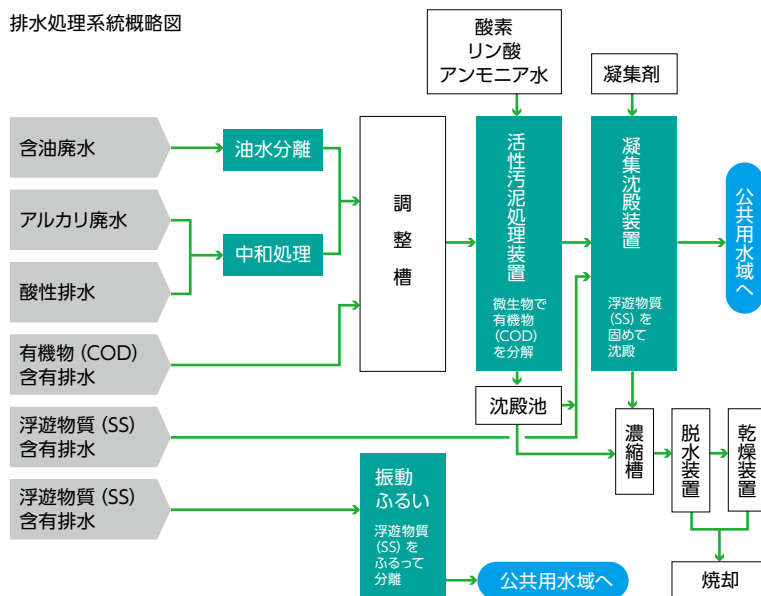 排水処理系統概略図
酸素
リン酸
アンモニア水
凝集剤
含油廃水
アルカリ廃水
酸性排水
有機物 (COD)
含有排水
浮遊物質 (SS)
含有排水
浮遊物質 (SS)
含有排水
油水分離
中和処理
調整槽
活性汚泥処理装置
微生物で
有機物
(COD)
を分解
凝集沈殿装置
浮遊物質
(SS) を
固めて
沈殿
公共用水域へ
沈殿池
濃縮槽
脱水装置
乾燥装置
振動
ふるい
浮遊物質
(SS) を
ふるって
分離
公共用水域へ
焼却